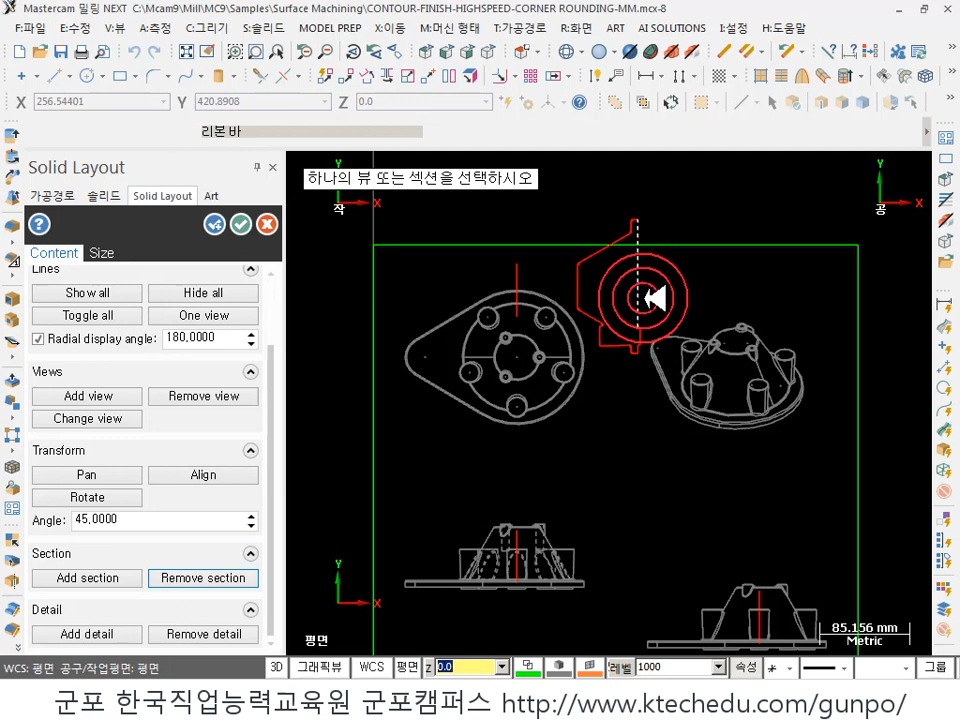 Mastercam 밀링 NEXT C:\Mcam9\Mill\MC9\Samples\Surface Machining\CONTOUR-FINISH-HIGHSPEED-CORNER ROUNDING-MM.mcx-8
F:파일 E:수정 V:뷰 A:측정 C:그리기 S:솔리드 MODEL PREP X:이동 M:머신 형태 T:가공경로 R:화면 ART AI SOLUTIONS I:설정 H:도움말
X 256.54401 Y 420.8908 Z 0.0
리본 바
Solid Layout
가공경로 솔리드 Solid Layout Art
Content Size
Lines
Show all Hide all
Toggle all One view
Radial display angle: 180,0000
Views
Add view Remove view
Change view
Transform
Pan Align
Rotate
Angle: 45,0000
Section
Add section Remove section
Detail
Add detail Remove detail
Y
하나의 뷰 또는 섹션을 선택하시오
X
작
Y
X
공
Y
X
평면
85.156 mm
Metric
WCS: 평면 공구/작업평면: 평면 3D 그래픽뷰 WCS 평면 Z 0.0 레벨 1000 속성 그룹
군포 한국직업능력교육원 군포캠퍼스 http://www.ktechedu.com/gunpo/